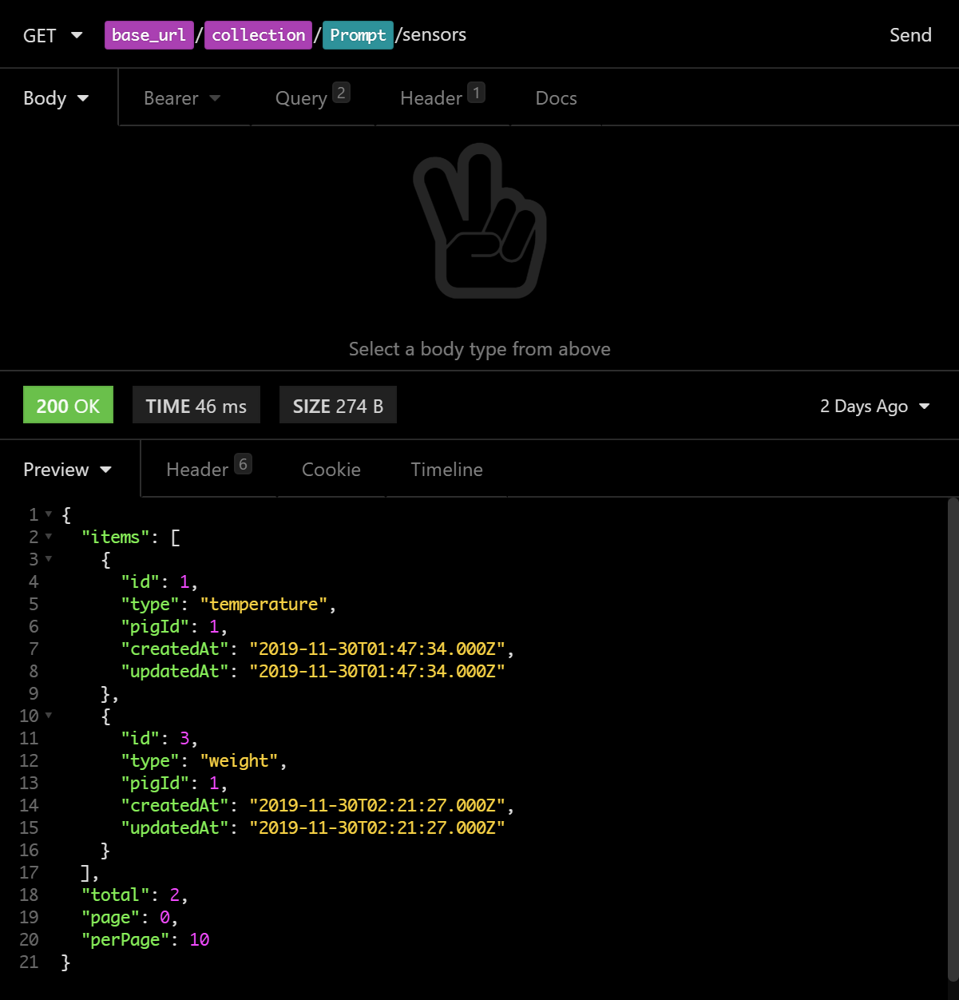 GET base_url/collection/Prompt/sensors Send
Body Bearer Query 2 Header 1 Docs
Select a body type from above
200 OK TIME 46 ms SIZE 274 B 2 Days Ago
Preview Header 6 Cookie Timeline
1 {
2 "items": [
3 {
4 "id": 1,
5 "type": "temperature",
6 "pigId": 1,
7 "createdAt": "2019-11-30T01:47:34.000Z",
8 "updatedAt": "2019-11-30T01:47:34.000Z"
9 },
10 {
11 "id": 3,
12 "type": "weight",
13 "pigId": 1,
14 "createdAt": "2019-11-30T02:21:27.000Z",
15 "updatedAt": "2019-11-30T02:21:27.000Z"
16 }
17 ],
18 "total": 2,
19 "page": 0,
20 "perPage": 10
21 }